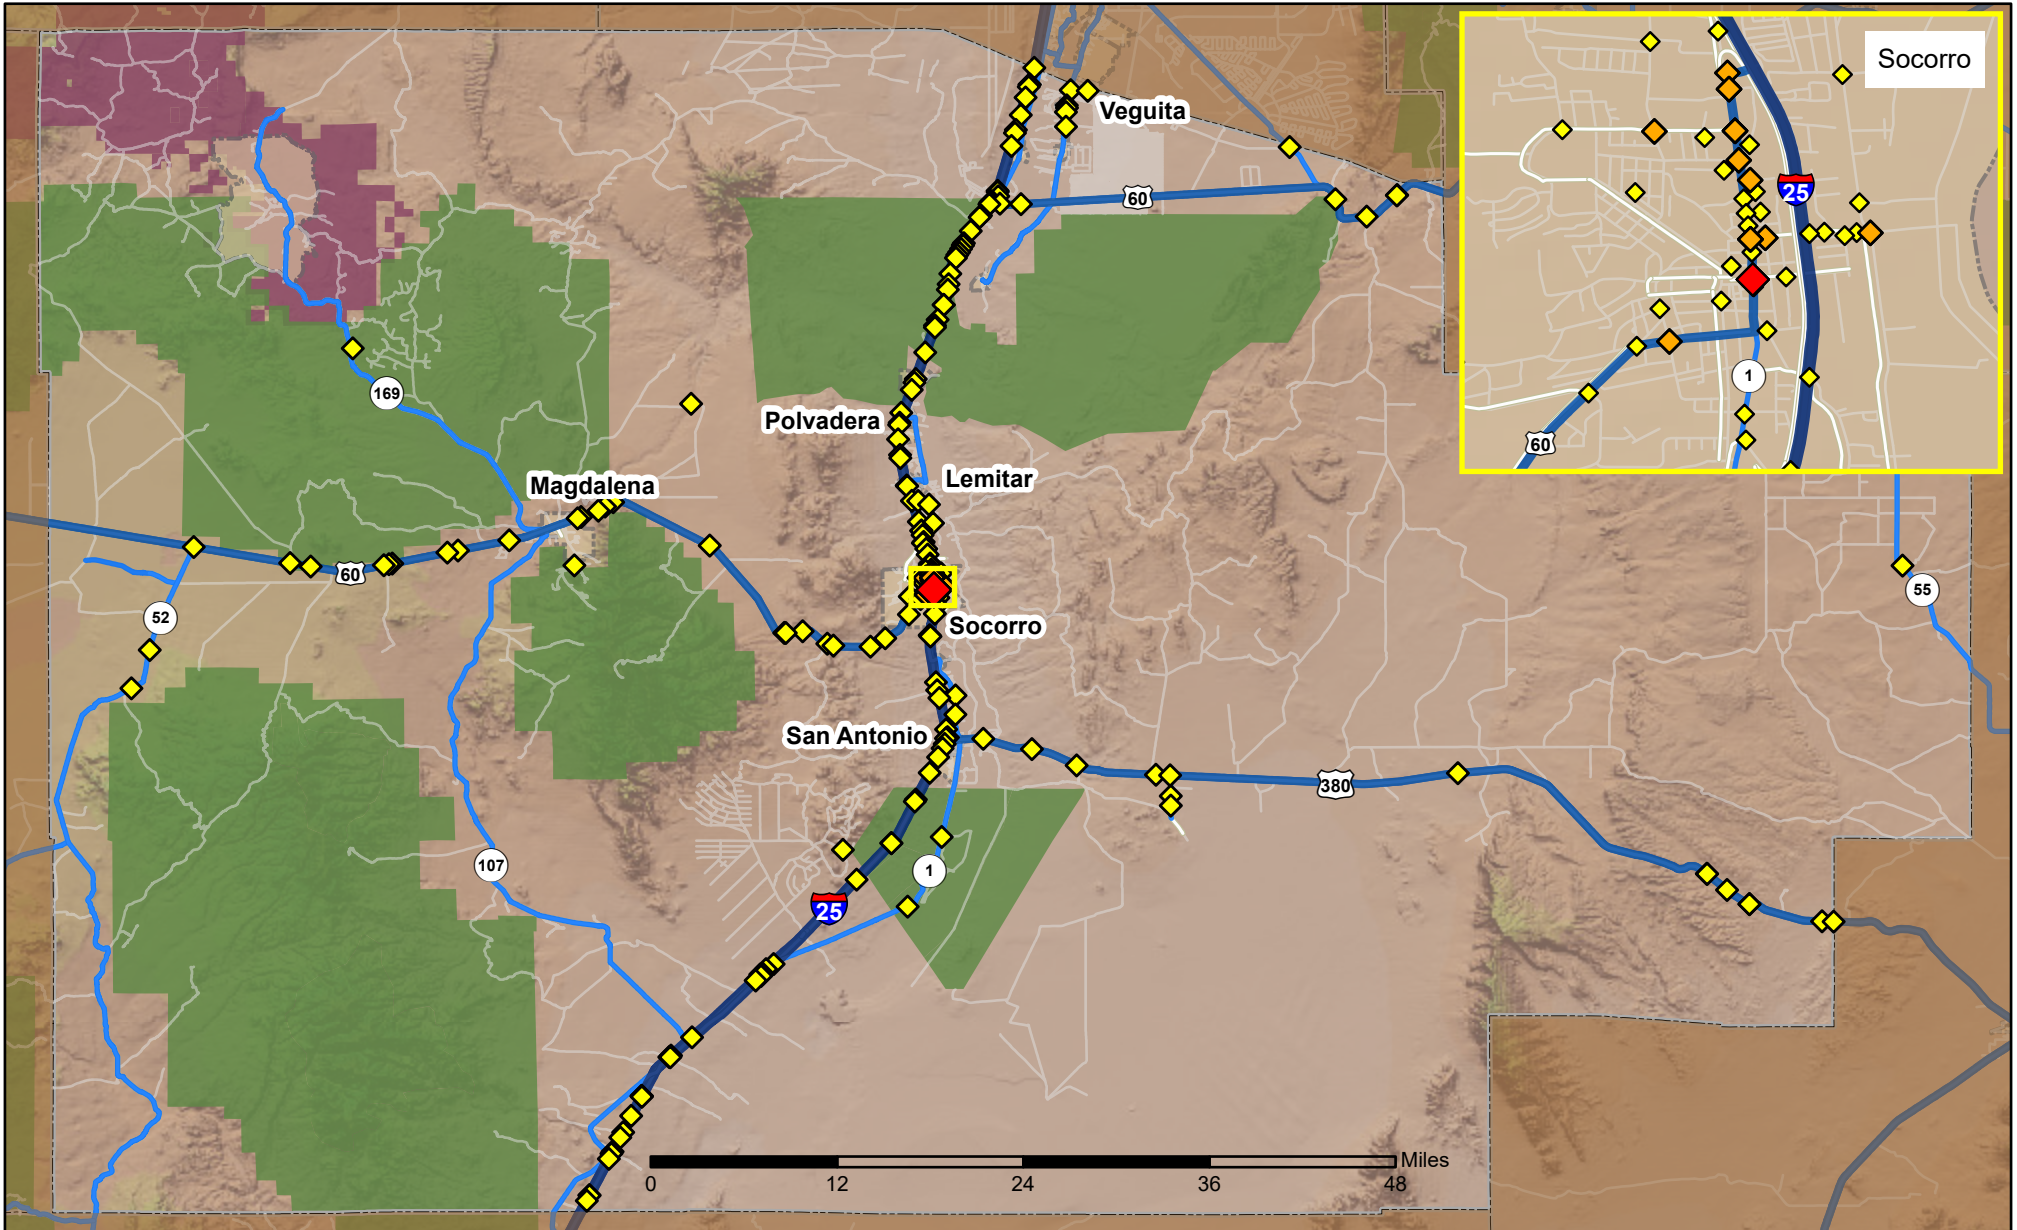 Socorro
25
1
60
Veguita
60
169
Polvadera
Magdalena
Lemitar
60
52
55
Socorro
San Antonio
380
107
1
25
Miles
0 12 24 36 48